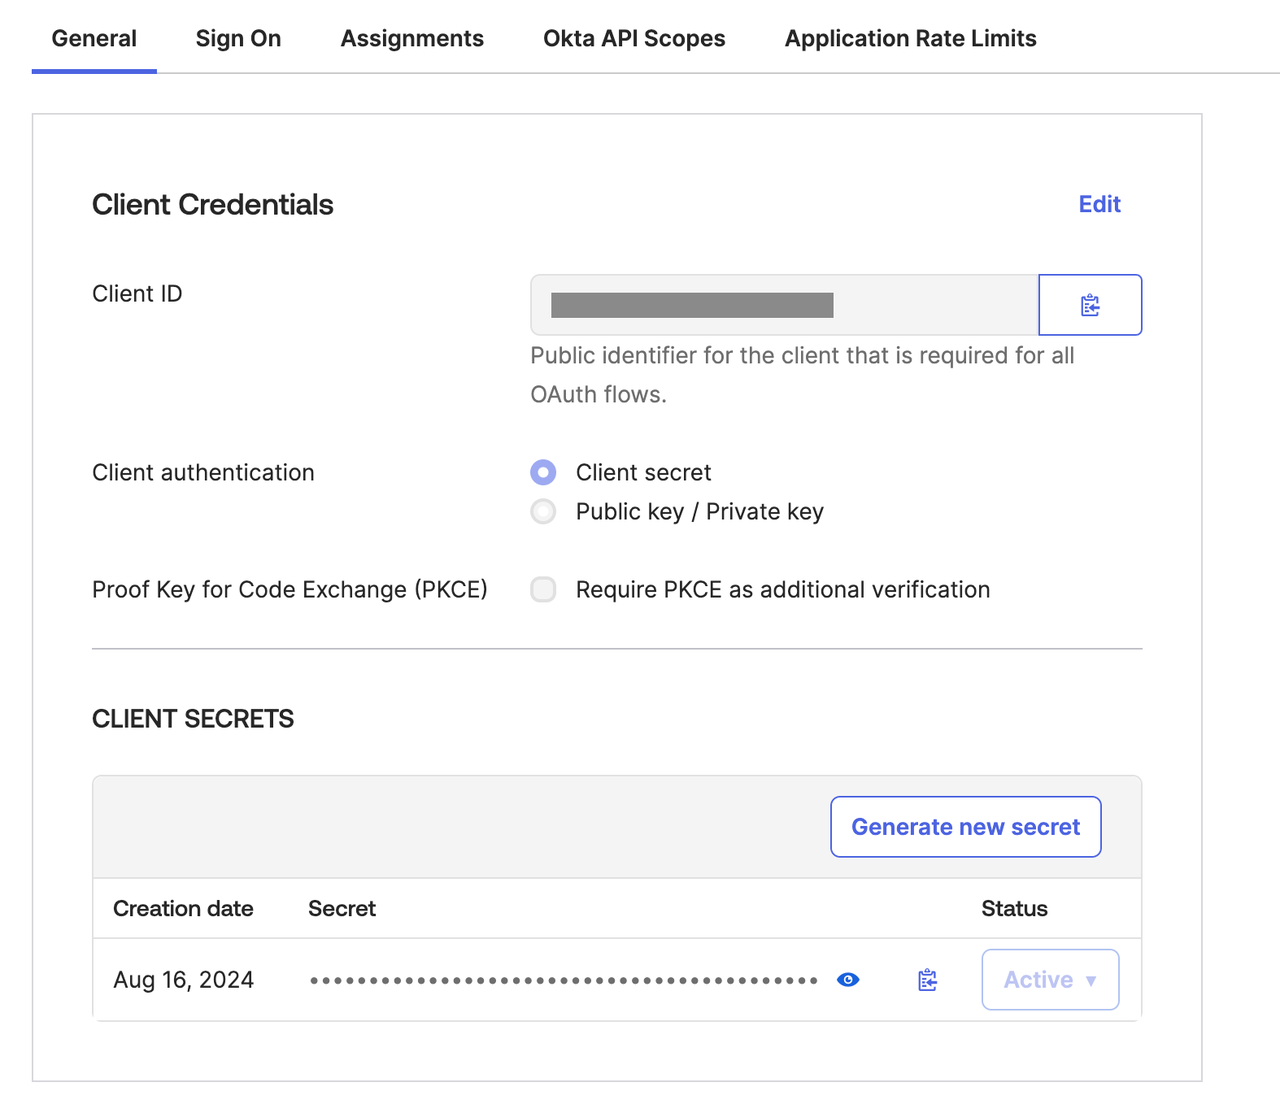 General Sign On Assignments Okta API Scopes Application Rate Limits
Client Credentials Edit
Client ID
Public identifier for the client that is required for all
OAuth flows.
Client authentication Client secret
Public key / Private key
Proof Key for Code Exchange (PKCE) Require PKCE as additional verification
CLIENT SECRETS
Generate new secret
Creation date Secret Status
Aug 16, 2024 Active